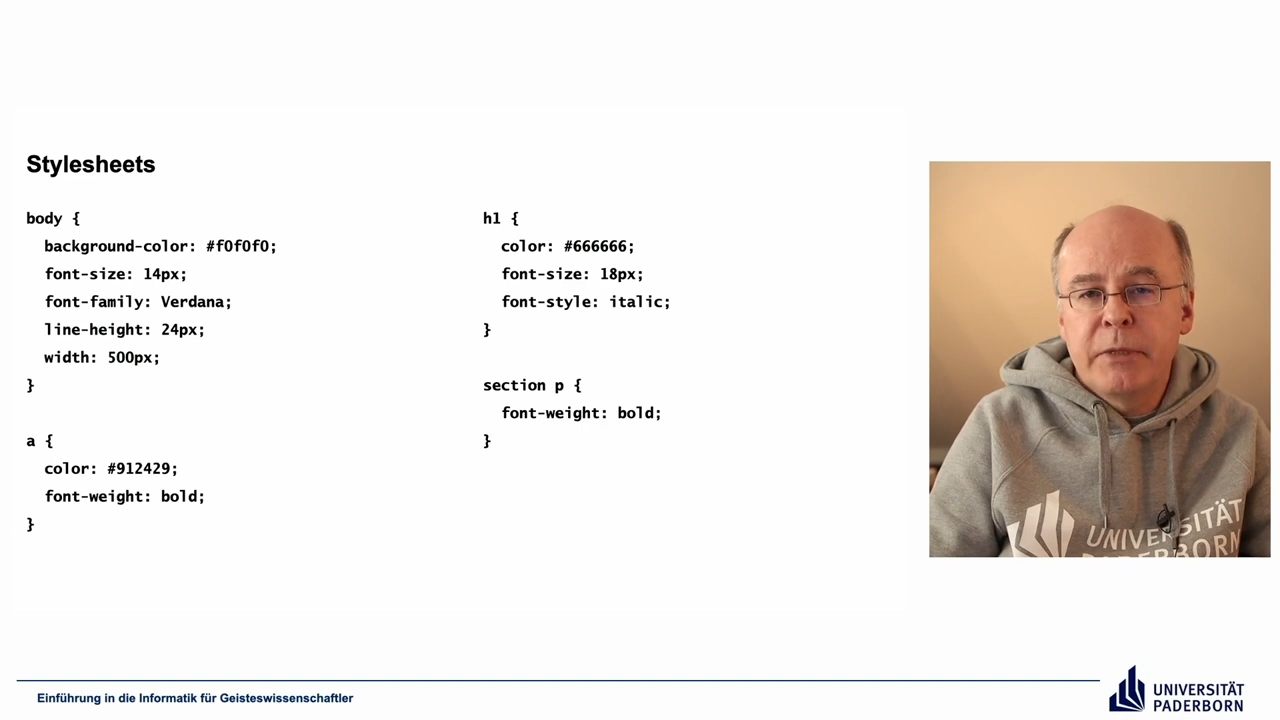 Stylesheets
body {
background-color: #f0f0f0;
font-size: 14px;
font-family: Verdana;
line-height: 24px;
width: 500px;
}
a {
color: #912429;
font-weight: bold;
}
h1 {
color: #666666;
font-size: 18px;
font-style: italic;
}
section p {
font-weight: bold;
}
UNIVERSITÄT
PADERBORN
Einführung in die Informatik für Geisteswissenschaftler
UNIVERSITÄT
PADERBORN